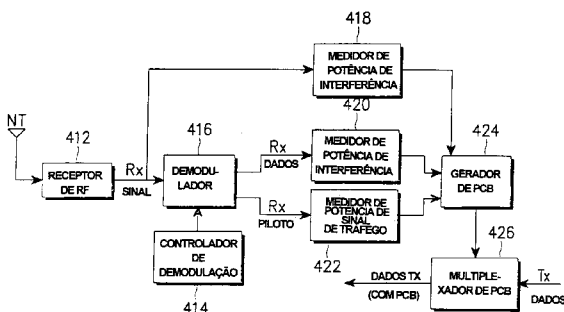 418
MEDIDOR DE
POTÊNCIA DE
INTERFERÊNCIA
NT
412
RECEPTOR
DE RF
Rx
SINAL
416
DEMODU-
LADOR
Rx
DADOS
420
MEDIDOR DE
POTÊNCIA DE
INTERFERÊNCIA
424
GERADOR
DE PCB
Rx
PILOTO
MEDIDOR DE
POTÊNCIA DE
SINAL
DE TRAFÉGO
422
CONTROLADOR
DE
DEMODULAÇÃO
414
426
DADOS TX
(COM PCB)
MULTIPLE-
XADOR DE PCB
Tx
DADOS